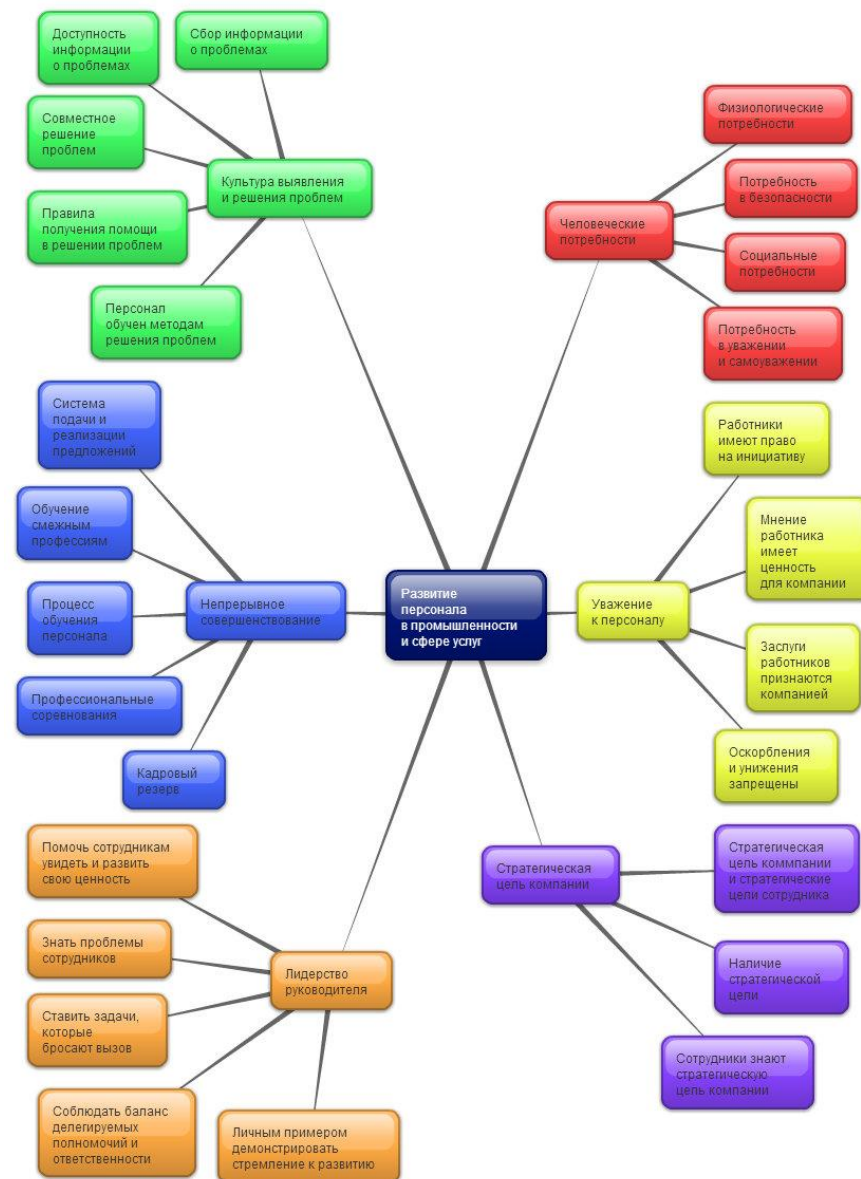 Доступность
информации
о проблемах
Сбор информации
о проблемах
Совместное
решение
проблем
Культура выявления
и решения проблем
Правила
получения помощи
в решении проблем
Персонал
обучен методам
решения проблем
Физиологические
потребности
Потребность
в безопасности
Человеческие
потребности
Социальные
потребности
Потребность
в уважении
и самоуважении
Система
подачи и
реализации
предложений
Обучение
смежным
профессиям
Процесс
обучения
персонала
Непрерывное
совершенствование
Профессиональные
соревнования
Кадровый
резерв
Развитие
персонала
в промышленности
и сфере услуг
Работники
имеют право
на инициативу
Мнение
работника
имеет
ценность
для компании
Уважение
к персоналу
Заслуги
работников
признаются
компанией
Оскорбления
и унижения
запрещены
Помочь сотрудникам
увидеть и развить
свою ценность
Знать проблемы
сотрудников
Лидерство
руководителя
Ставить задачи,
которые
бросают вызов
Соблюдать баланс
делегируемых
полномочий и
ответственности
Личным примером
демонстрировать
стремление к развитию
Стратегическая
цель компании
Стратегическая
цель коммпании
и стратегические
цели сотрудника
Наличие
стратегической
цели
Сотрудники знают
стратегическую
цель компании